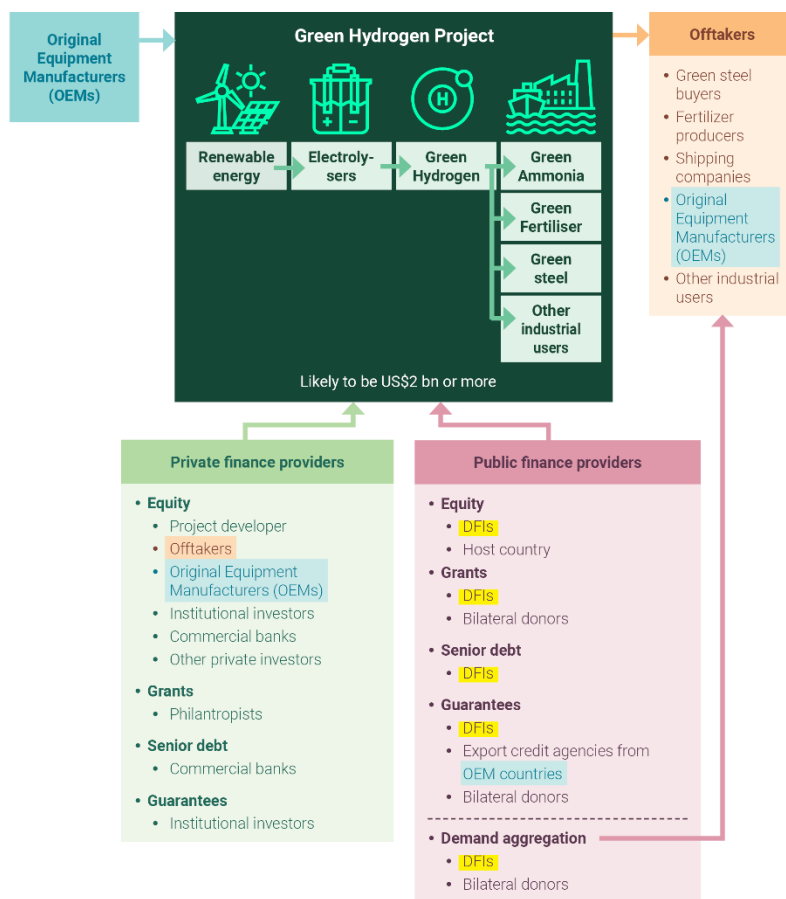 Original
Equipment
Manufacturers
(OEMs)
Green Hydrogen Project
H
Renewable
energy
Electroly-
sers
Green
Hydrogen
Green
Ammonia
Green
Fertiliser
Green
steel
Other
industrial
users
Likely to be US$2 bn or more
Offtakers
• Green steel
buyers
• Fertilizer
producers
• Shipping
companies
• Original
Equipment
Manufacturers
(OEMs)
• Other industrial
users
Private finance providers
• Equity
• Project developer
• Offtakers
• Original Equipment
Manufacturers (OEMs)
• Institutional investors
• Commercial banks
• Other private investors
• Grants
• Philantropists
• Senior debt
• Commercial banks
• Guarantees
• Institutional investors
Public finance providers
• Equity
• DFIs
• Host country
• Grants
• DFIs
• Bilateral donors
• Senior debt
• DFIs
• Guarantees
• DFIs
• Export credit agencies from
OEM countries
• Bilateral donors
• Demand aggregation
• DFIs
• Bilateral donors